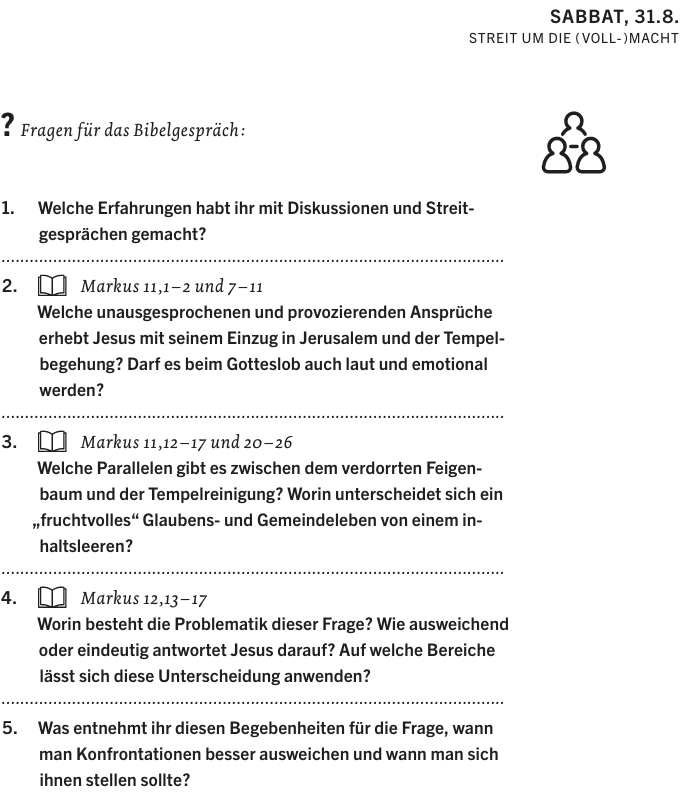 SABBAT, 31.8.
STREIT UM DIE (VOLL-)MACHT
? Fragen für das Bibelgespräch:
1. Welche Erfahrungen habt ihr mit Diskussionen und Streit-
gesprächen gemacht?
2. Markus 11,1–2 und 7–11
Welche unausgesprochenen und provozierenden Ansprüche
erhebt Jesus mit seinem Einzug in Jerusalem und der Tempel-
begehung? Darf es beim Gotteslob auch laut und emotional
werden?
3. Markus 11,12–17 und 20–26
Welche Parallelen gibt es zwischen dem verdorrten Feigen-
baum und der Tempelreinigung? Worin unterscheidet sich ein
„fruchtvolles“ Glaubens- und Gemeindeleben von einem in-
haltsleeren?
4. Markus 12,13–17
Worin besteht die Problematik dieser Frage? Wie ausweichend
oder eindeutig antwortet Jesus darauf? Auf welche Bereiche
lässt sich diese Unterscheidung anwenden?
5. Was entnehmt ihr diesen Begebenheiten für die Frage, wann
man Konfrontationen besser ausweichen und wann man sich
ihnen stellen sollte?